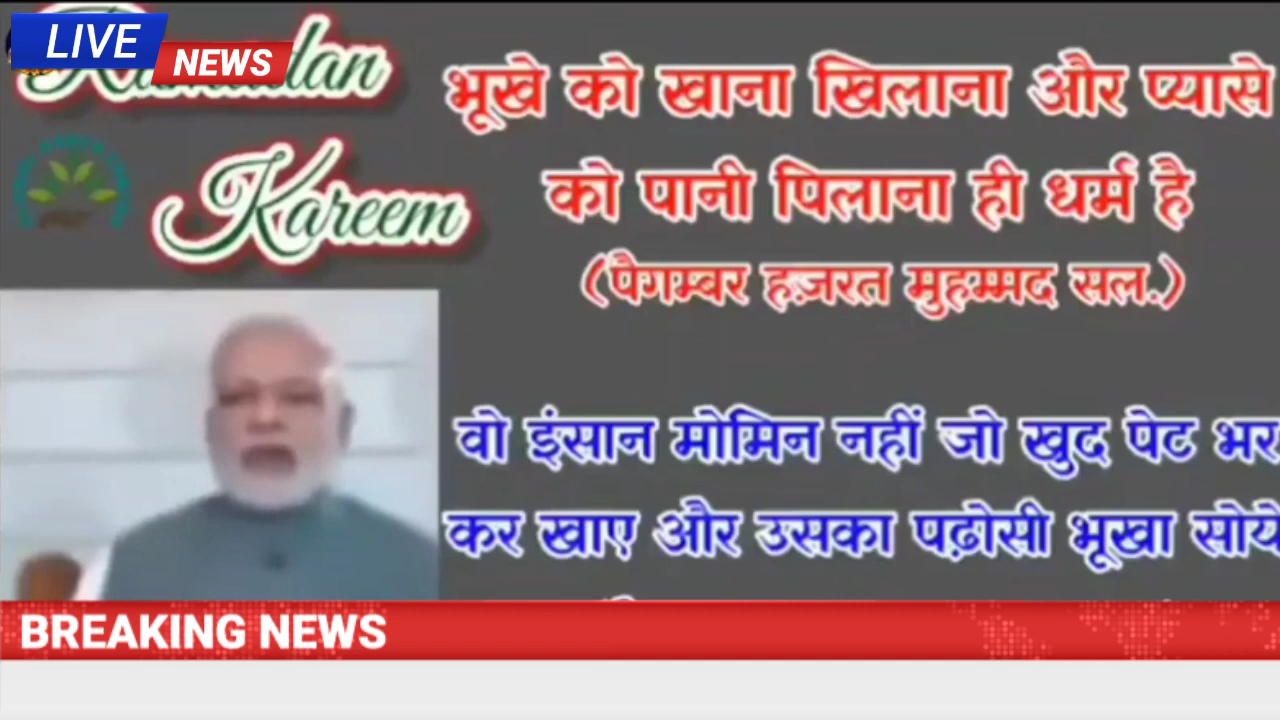 LIVE
NEWS
Kareem
भूखे को खाना खिलाना और प्यासे
को पानी पिलाना ही धर्म है
(पैगम्बर हज़रत मुहम्मद सल.)
वो इंसान मोमिन नहीं जो खुद पेट भर
कर खाए और उसका पढ़ोसी भूखा सोये
BREAKING NEWS